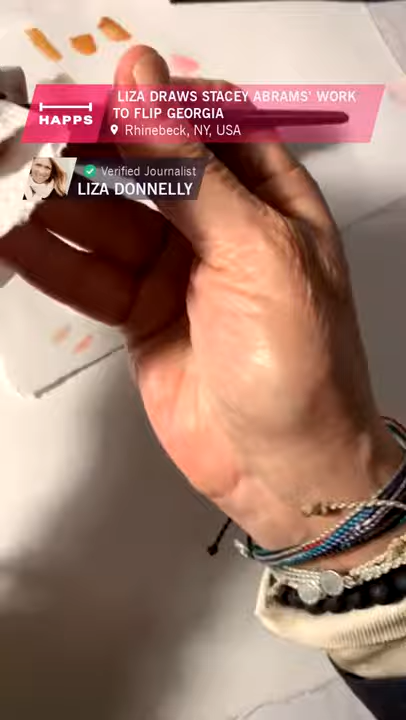 LIZA DRAWS STACEY ABRAMS' WORK
TO FLIP GEORGIA
HAPPS
Rhinebeck, NY, USA
Verified Journalist
LIZA DONNELLY